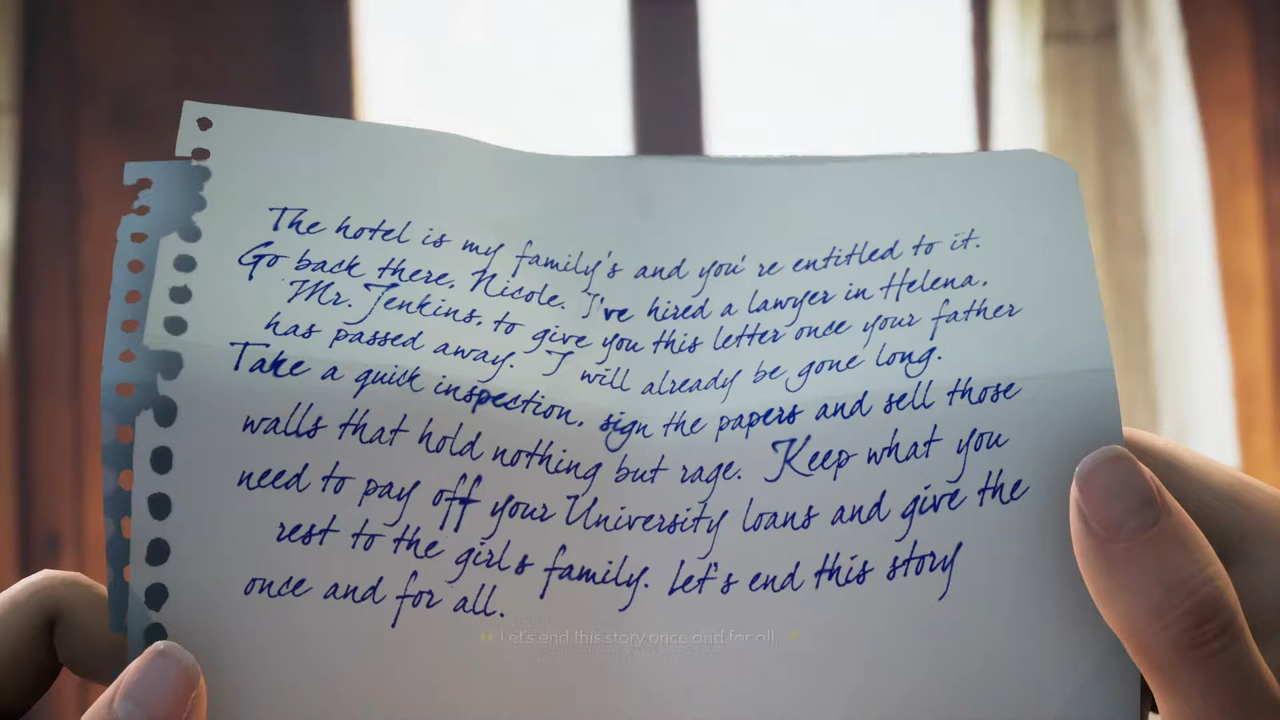 The hotel is my family's and you're entitled to it.
Go back there, Nicole. I've hired a lawyer in Helena,
Mr. Jenkins, to give you this letter once your father
has passed away. I will already be gone long.
Take a quick inspection, sign the papers and sell those
walls that hold nothing but rage. Keep what you
need to pay off your University loans and give the
rest to the girls family. Let's end this story
once and for all.
Let's end this story once and for all.